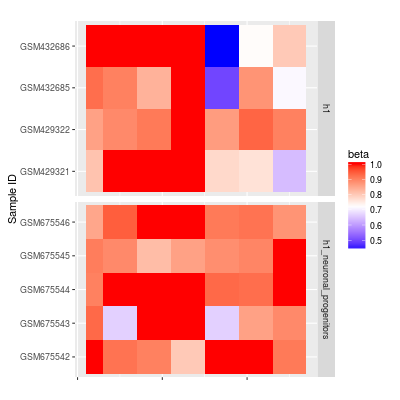 GSM432686
GSM432685
GSM429322
GSM429321
h1
GSM675546
GSM675545
GSM675544
GSM675543
GSM675542
h1_neuronal_progenitors
Sample ID
beta
1.0
0.9
0.8
0.7
0.6
0.5